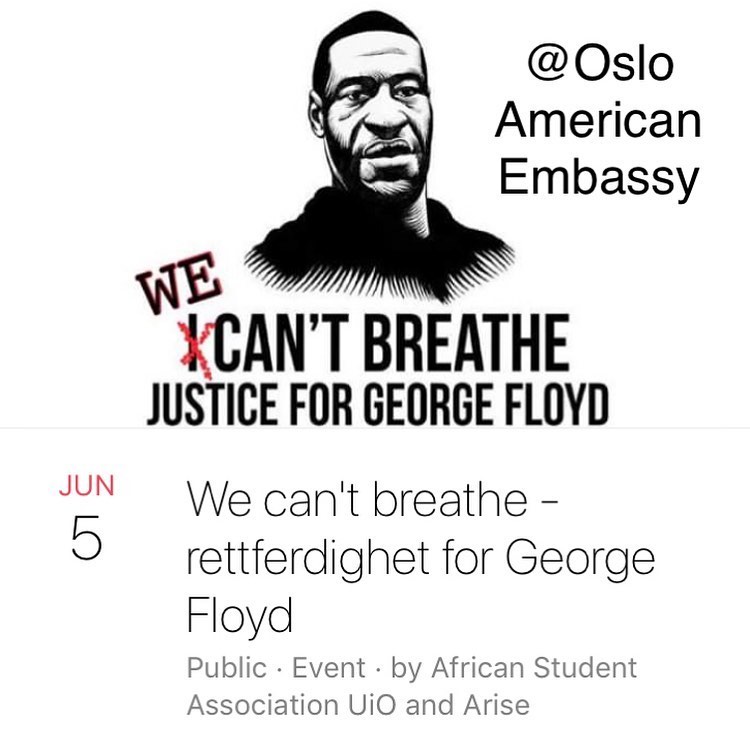 @Oslo
American
Embassy
WE
I CAN'T BREATHE
JUSTICE FOR GEORGE FLOYD
JUN
5
We can't breathe -
rettferdighet for George
Floyd
Public · Event · by African Student
Association UiO and Arise